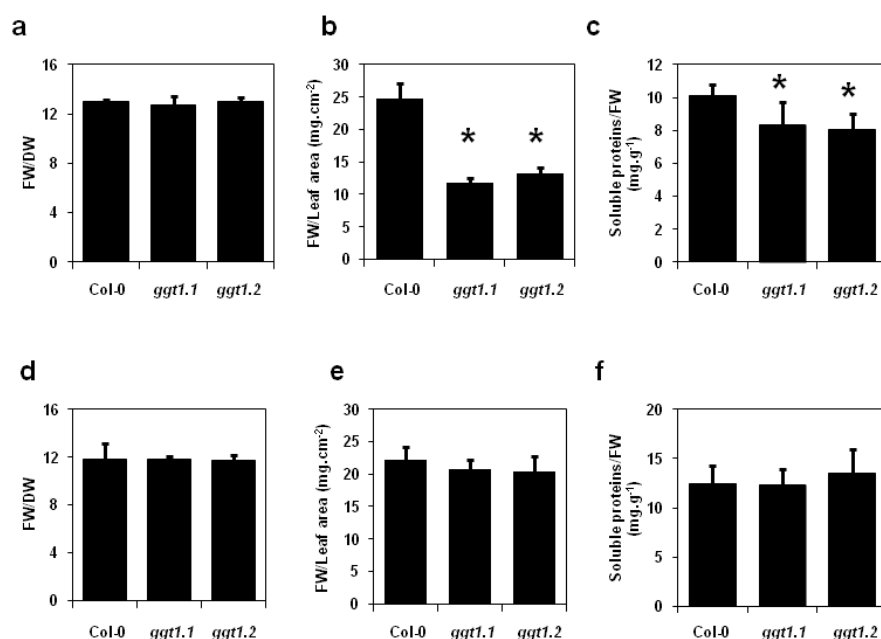 a
b
c
16
12
8
4
0
FW/DW
Col-0 ggt1.1 ggt1.2
30
25
20
15
10
5
0
FW/Leaf area (mg.cm-2)
* *
Col-0 ggt1.1 ggt1.2
12
10
8
6
4
2
0
Soluble proteins/FW
(mg.g-1)
* *
Col-0 ggt1.1 ggt1.2
d
e
f
16
12
8
4
0
FW/DW
Col-0 ggt1.1 ggt1.2
30
25
20
15
10
5
0
FW/Leaf area (mg.cm-2)
Col-0 ggt1.1 ggt1.2
20
15
10
5
0
Soluble proteins/FW
(mg.g-1)
Col-0 ggt1.1 ggt1.2